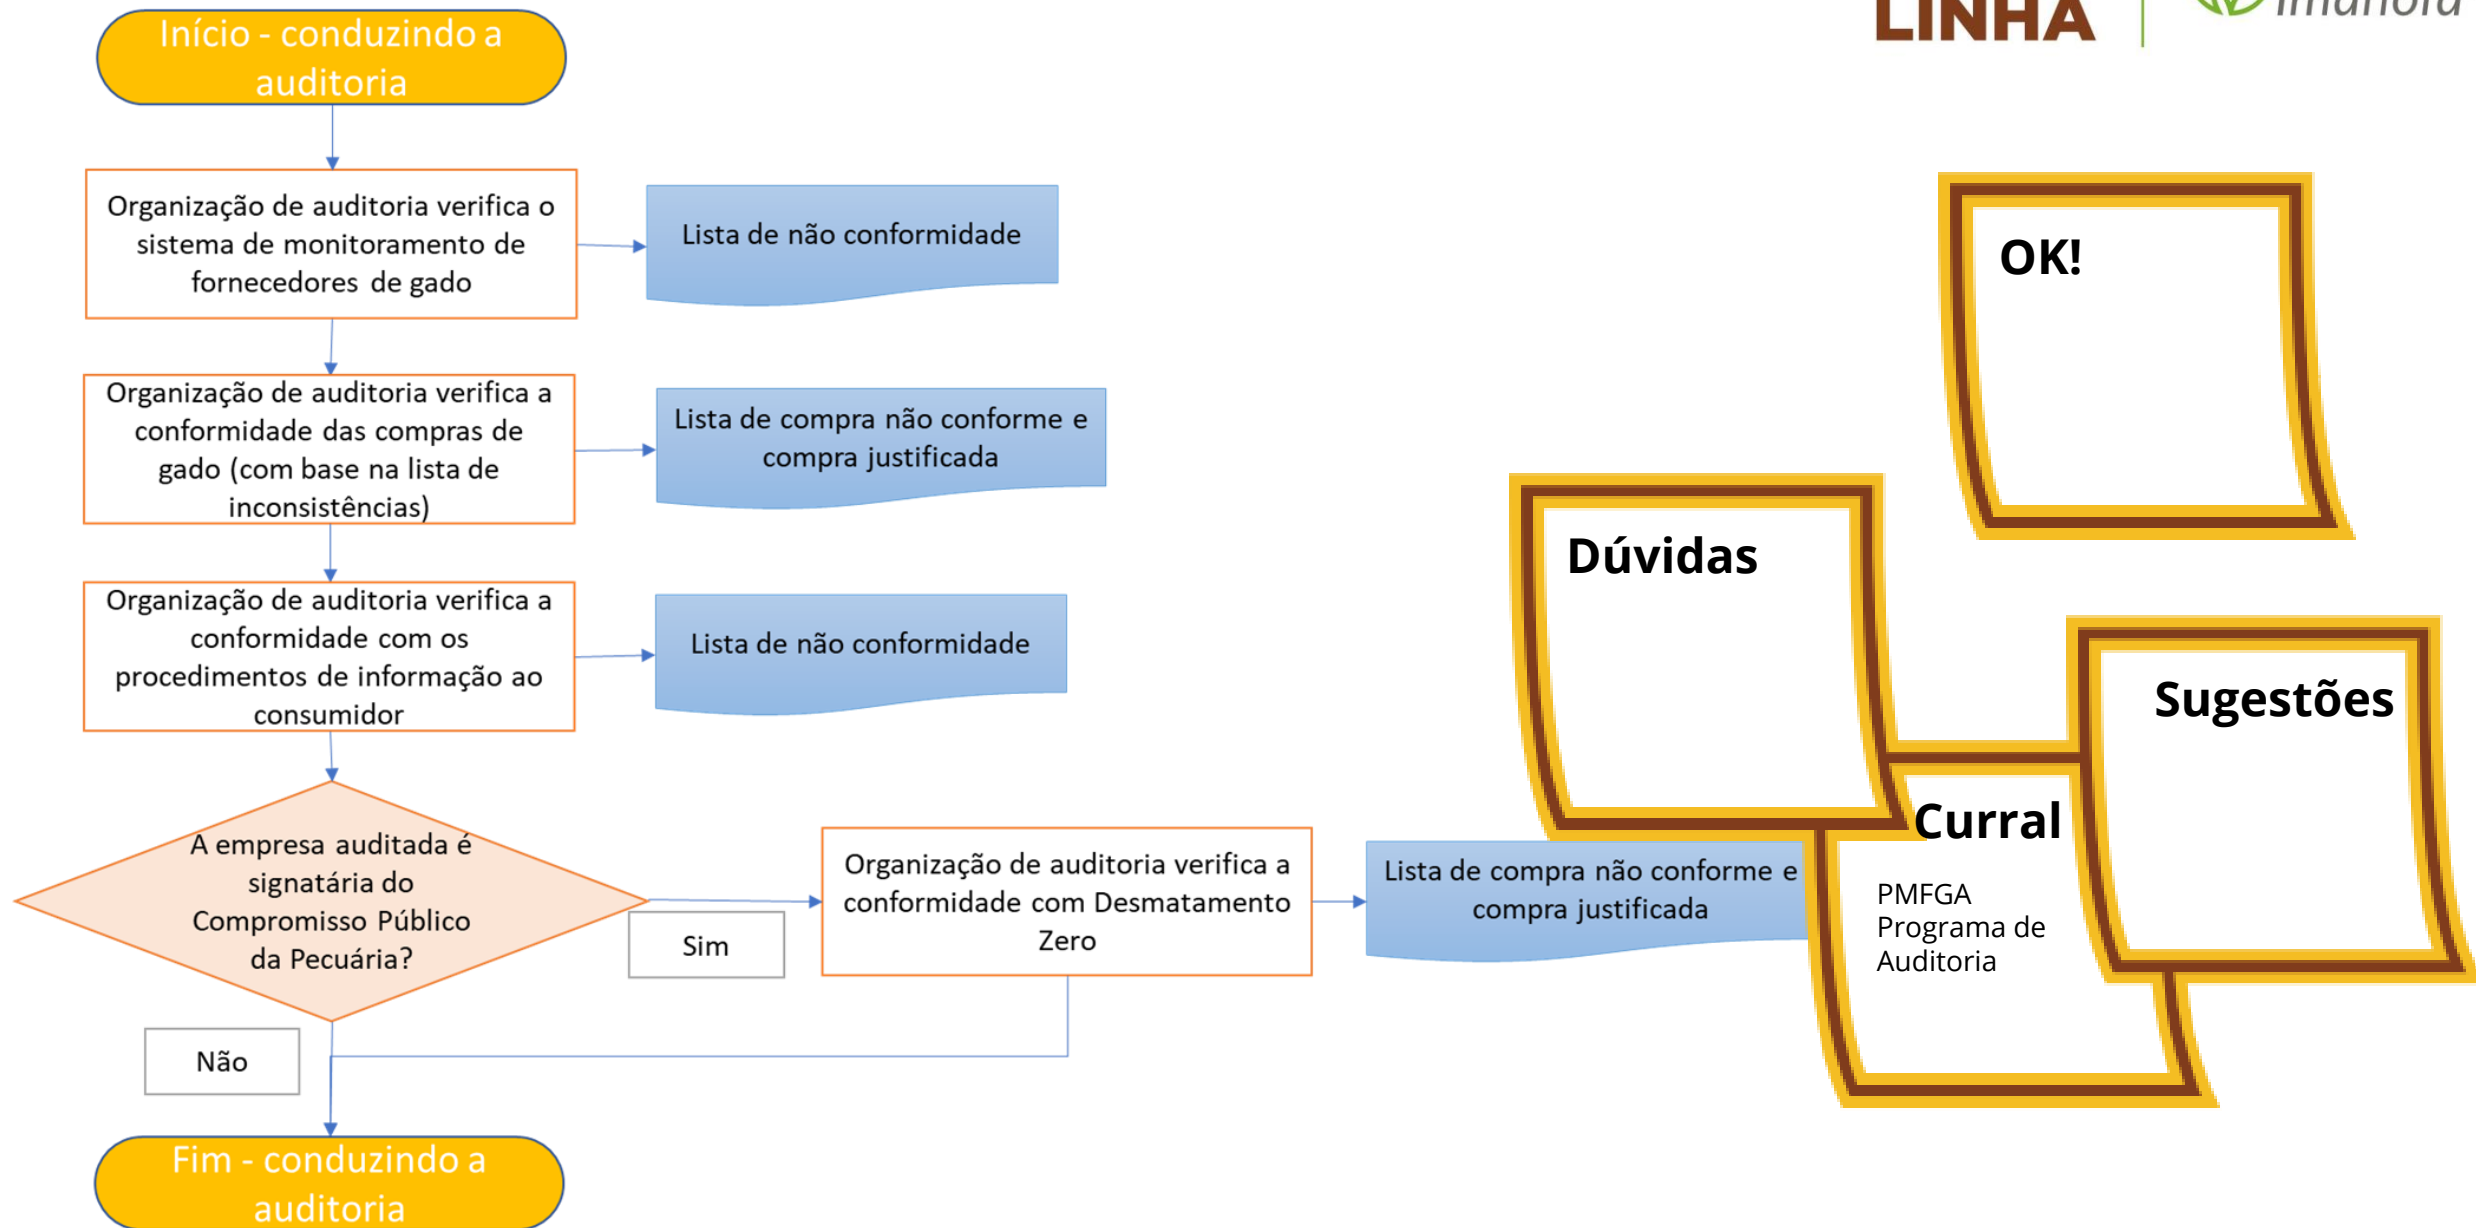 Início - conduzindo a
auditoria
LINHA
Organização de auditoria verifica o
sistema de monitoramento de
fornecedores de gado
Lista de não conformidade
OK!
Organização de auditoria verifica a
conformidade das compras de
gado (com base na lista de
inconsistências)
Lista de compra não conforme e
compra justificada
Dúvidas
Organização de auditoria verifica a
conformidade com os
procedimentos de informação ao
consumidor
Lista de não conformidade
Sugestões
A empresa auditada é
signatária do
Compromisso Público
da Pecuária?
Sim
Organização de auditoria verifica a
conformidade com Desmatamento
Zero
Lista de compra não conforme e
compra justificada
Curral
PMFGA
Programa de
Auditoria
Não
Fim - conduzindo a
auditoria